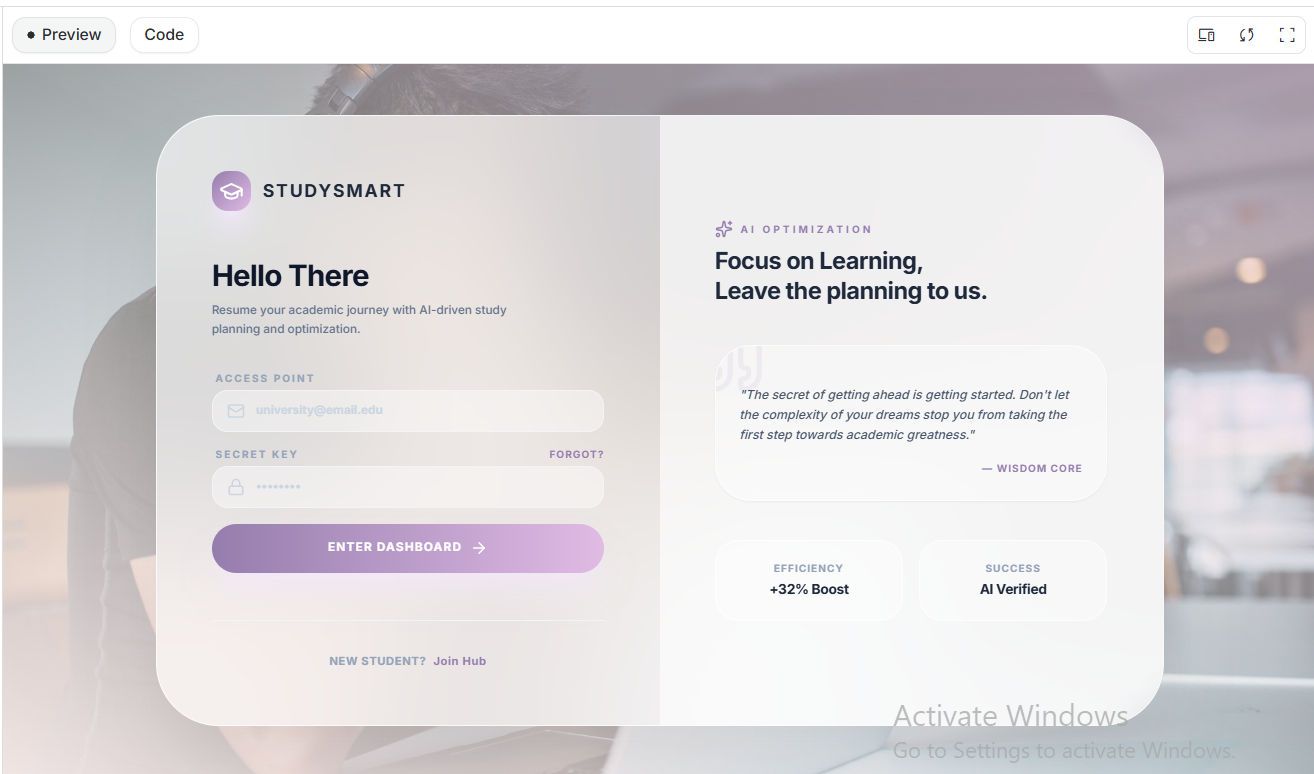 Preview
Code
STUDYSMART
Hello There
Resume your academic journey with AI-driven study
planning and optimization.
ACCESS POINT
university@email.edu
SECRET KEY
FORGOT?
••••••••
ENTER DASHBOARD
NEW STUDENT? Join Hub
AI OPTIMIZATION
Focus on Learning,
Leave the planning to us.
"The secret of getting ahead is getting started. Don't let
the complexity of your dreams stop you from taking the
first step towards academic greatness."
— WISDOM CORE
EFFICIENCY
+32% Boost
SUCCESS
AI Verified
Activate Windows
Go to Settings to activate Windows.